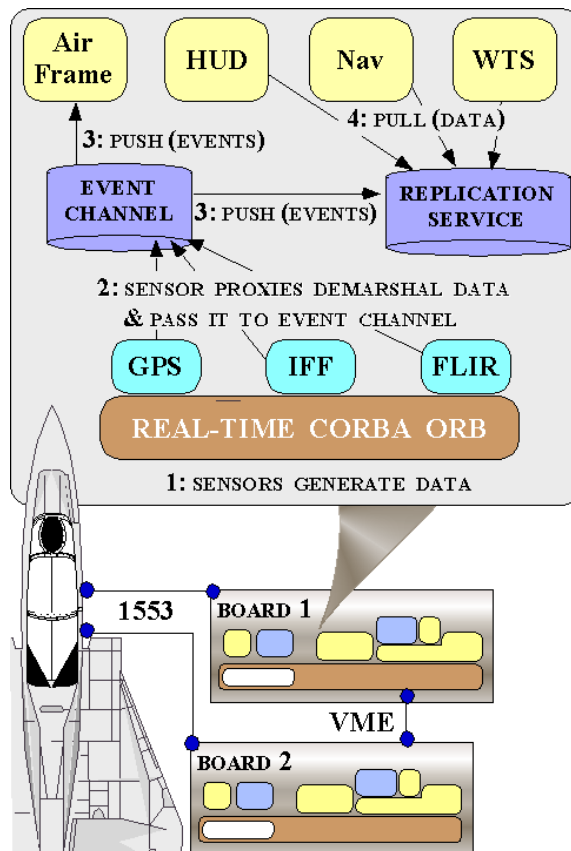 Air
Frame
HUD
Nav
WTS
4: PULL (DATA)
3: PUSH (EVENTS)
EVENT
CHANNEL
3: PUSH (EVENTS)
REPLICATION
SERVICE
2: SENSOR PROXIES DEMARSHAL DATA
& PASS IT TO EVENT CHANNEL
GPS
IFF
FLIR
REAL-TIME CORBA ORB
1: SENSORS GENERATE DATA
1553
BOARD 1
VME
BOARD 2